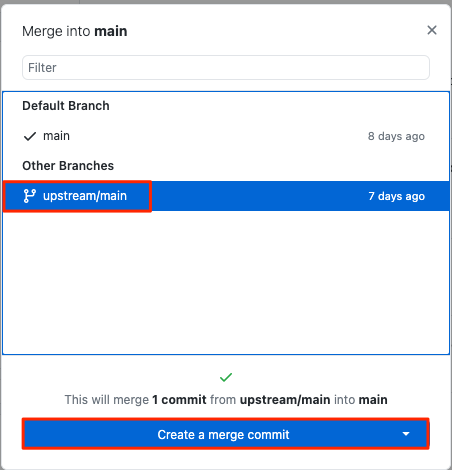 Merge into main
Filter
Default Branch
main 8 days ago
Other Branches
upstream/main 7 days ago
This will merge 1 commit from upstream/main into main
Create a merge commit